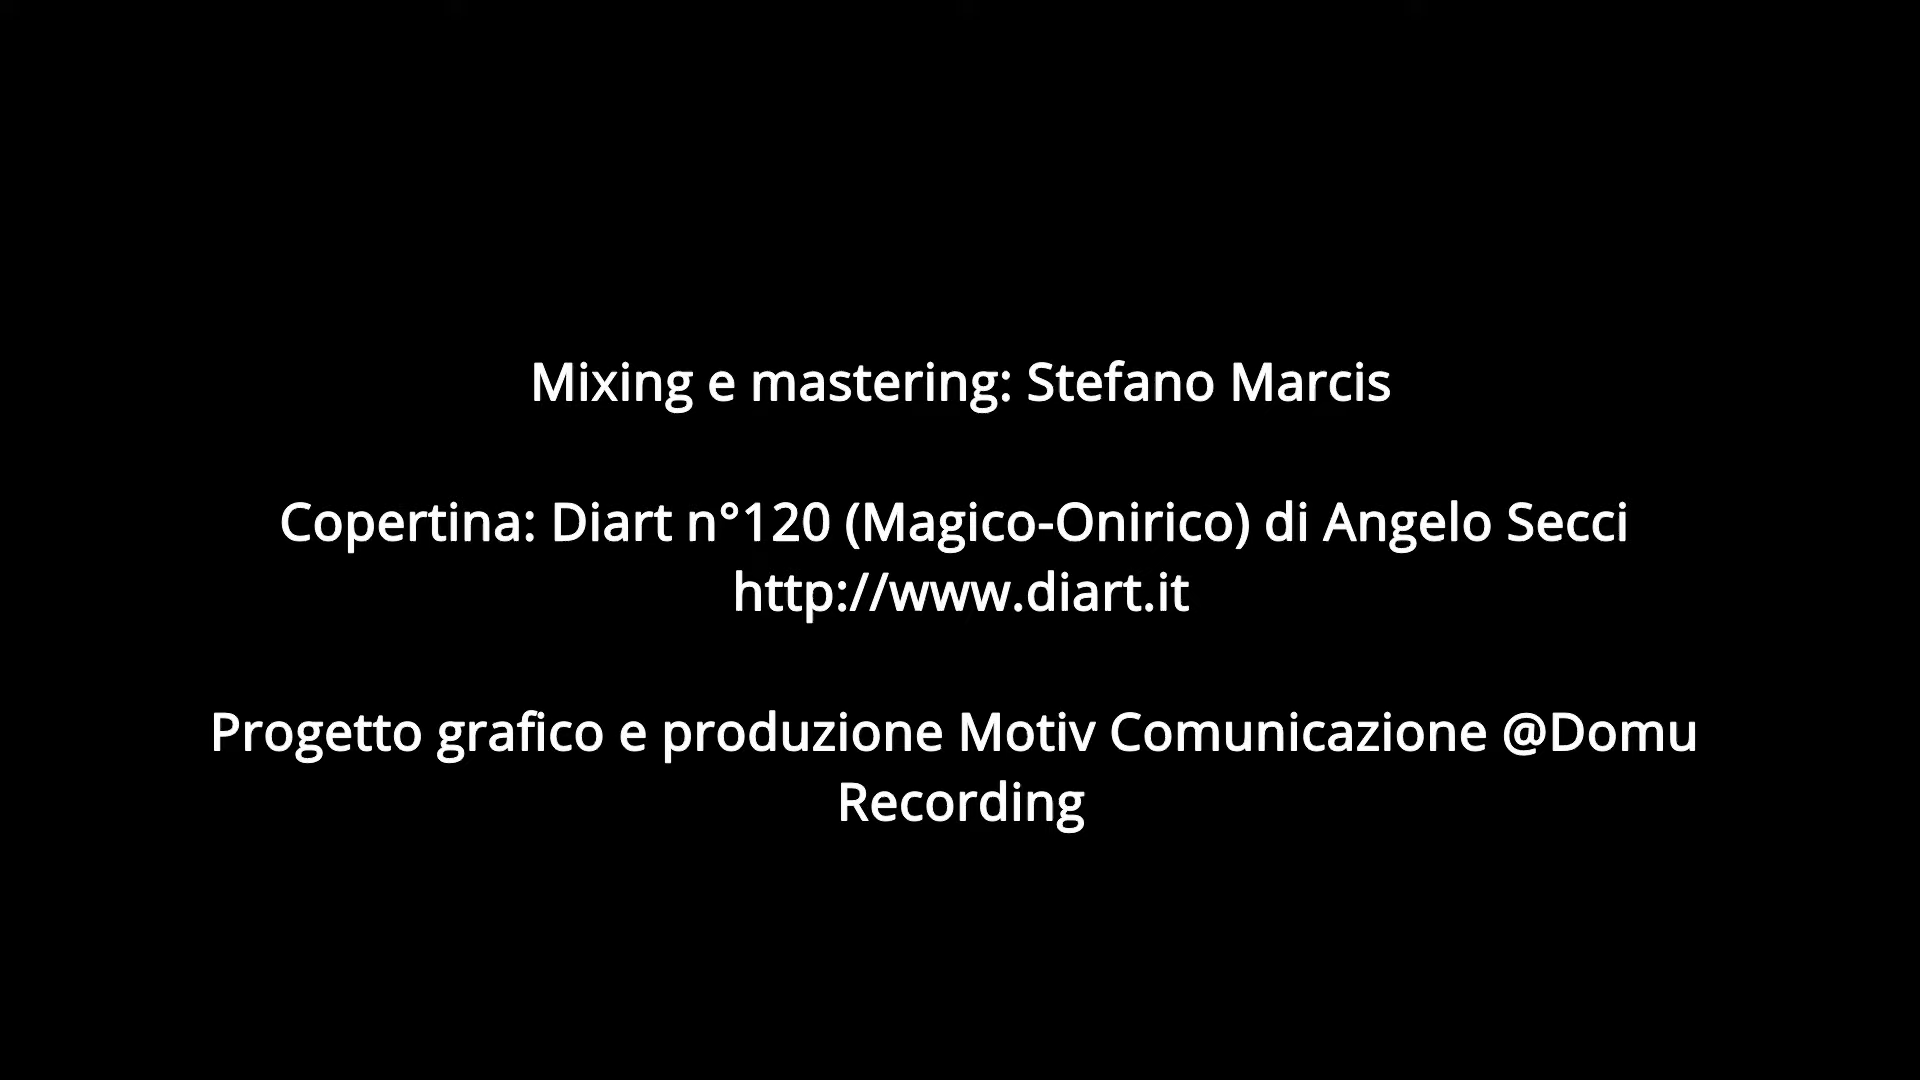 Mixing e mastering: Stefano Marcis
Copertina: Diart n°120 (Magico-Onirico) di Angelo Secci
http://www.diart.it
Progetto grafico e produzione Motiv Comunicazione @Domu
Recording